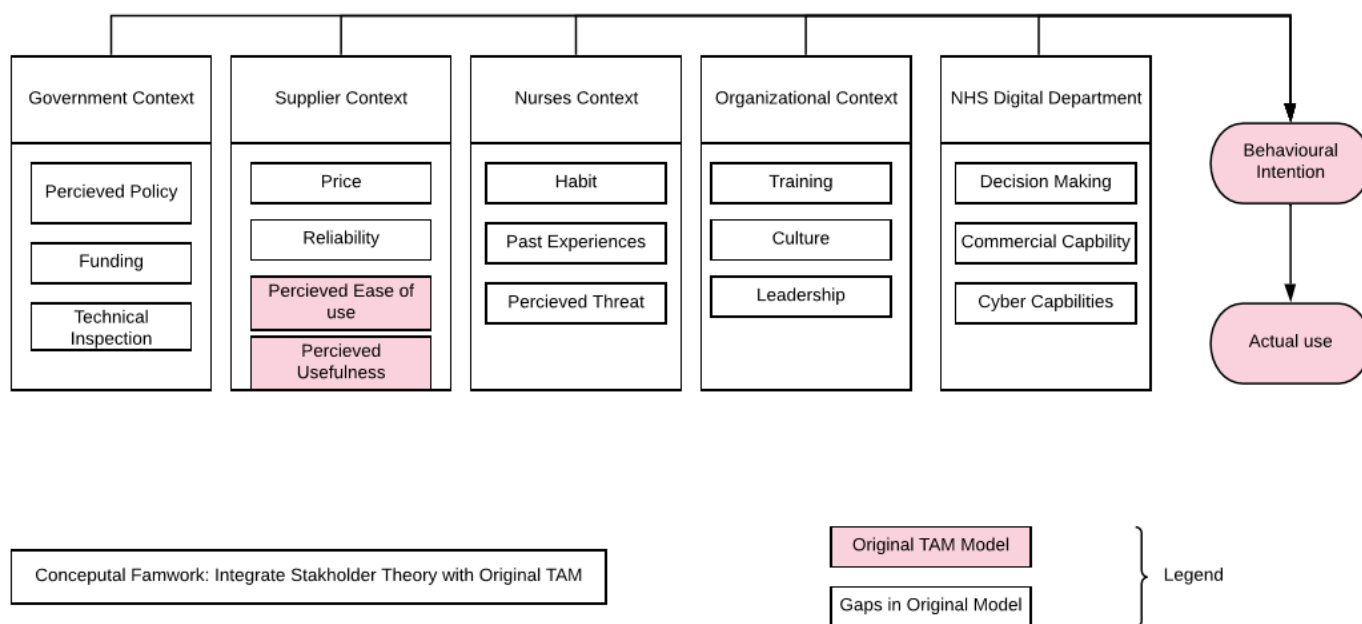 Government Context
Supplier Context
Nurses Context
Organizational Context
NHS Digital Department
Percieved Policy
Funding
Technical
Inspection
Price
Reliability
Percieved Ease of
use
Percieved
Usefulness
Habit
Past Experiences
Percieved Threat
Training
Culture
Leadership
Decision Making
Commercial Capbility
Cyber Capbilities
Behavioural
Intention
Actual use
Conceputal Famwork: Integrate Stakholder Theory with Original TAM
Original TAM Model
Gaps in Original Model
Legend